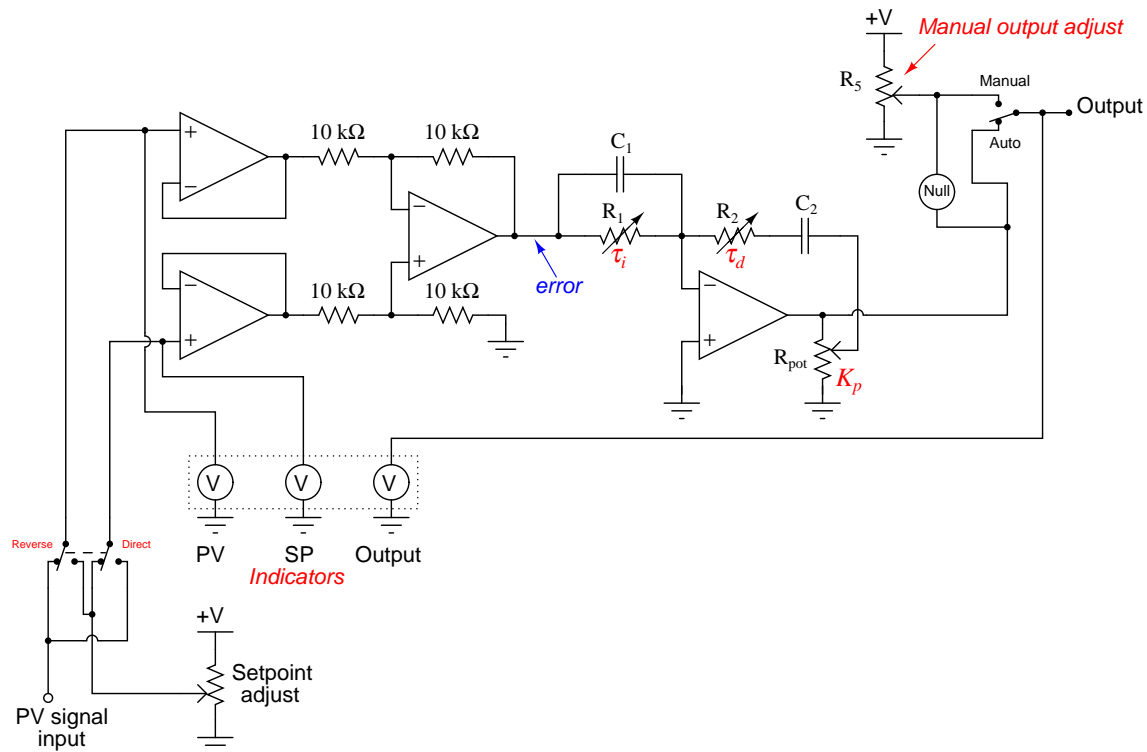 +V
Manual output adjust
R5
Manual
Output
Auto
Null
10 kΩ
10 kΩ
+
−
C1
R1
τi
−
+
R2
τd
C2
error
−
+
10 kΩ
10 kΩ
−
+
Rpot
Kp
V
V
V
PV
SP
Output
Indicators
Reverse
Direct
+V
Setpoint
adjust
PV signal
input